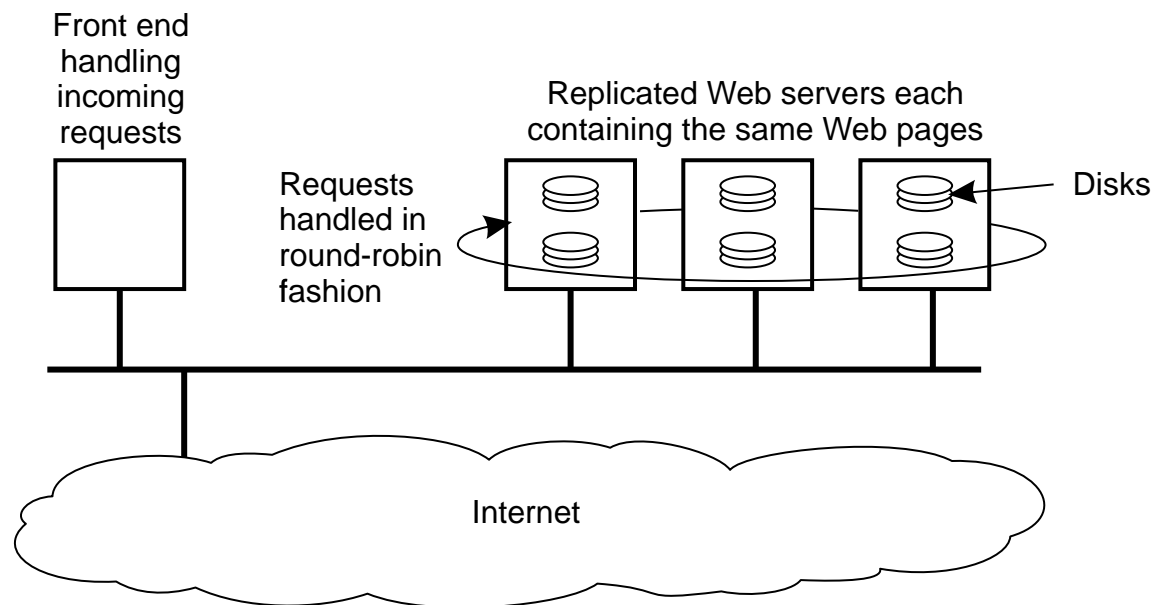 Front end
handling
incoming
requests
Replicated Web servers each
containing the same Web pages
Requests
handled in
round-robin
fashion
Disks
Internet